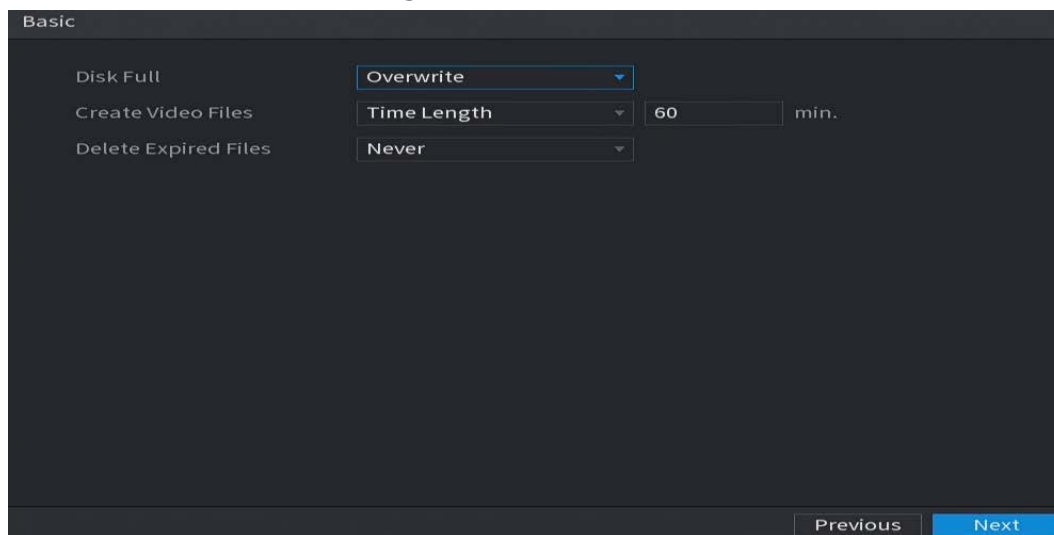 Basic
Disk Full Overwrite
Create Video Files Time Length 60 min.
Delete Expired Files Never
Previous Next